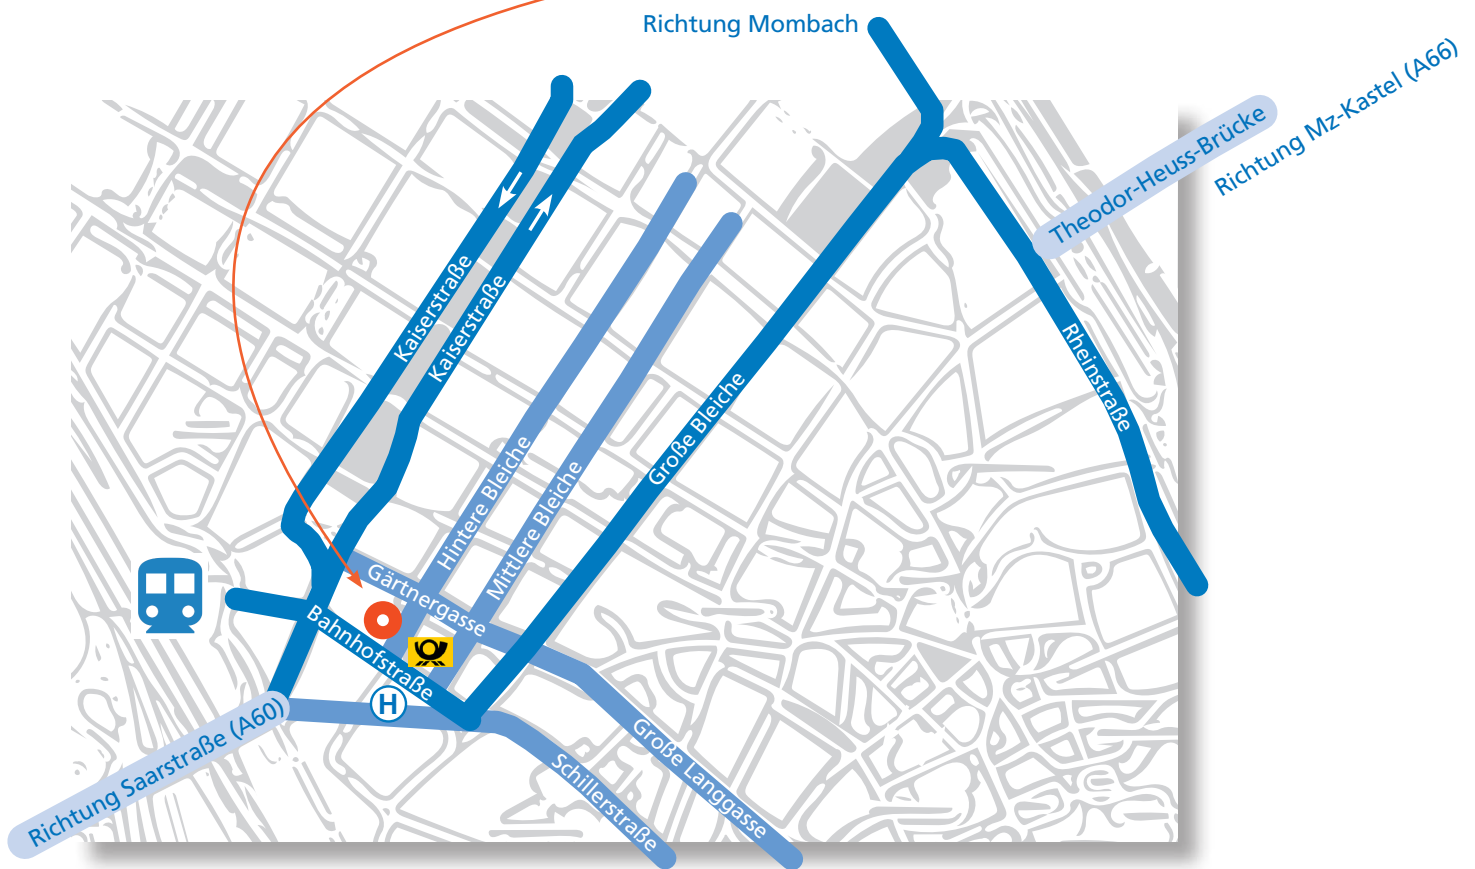 Richtung Mombach
Richtung Mz-Kastel (A66)
Theodor-Heuss-Brücke
Kaiserstraße
Kaiserstraße
Rheinstraße
Große Bleiche
Hintere Bleiche
Mittlere Bleiche
Gärtnergasse
Bahnhofstraße
H
Richtung Saarstraße (A60)
Große Langgasse
Schillerstraße